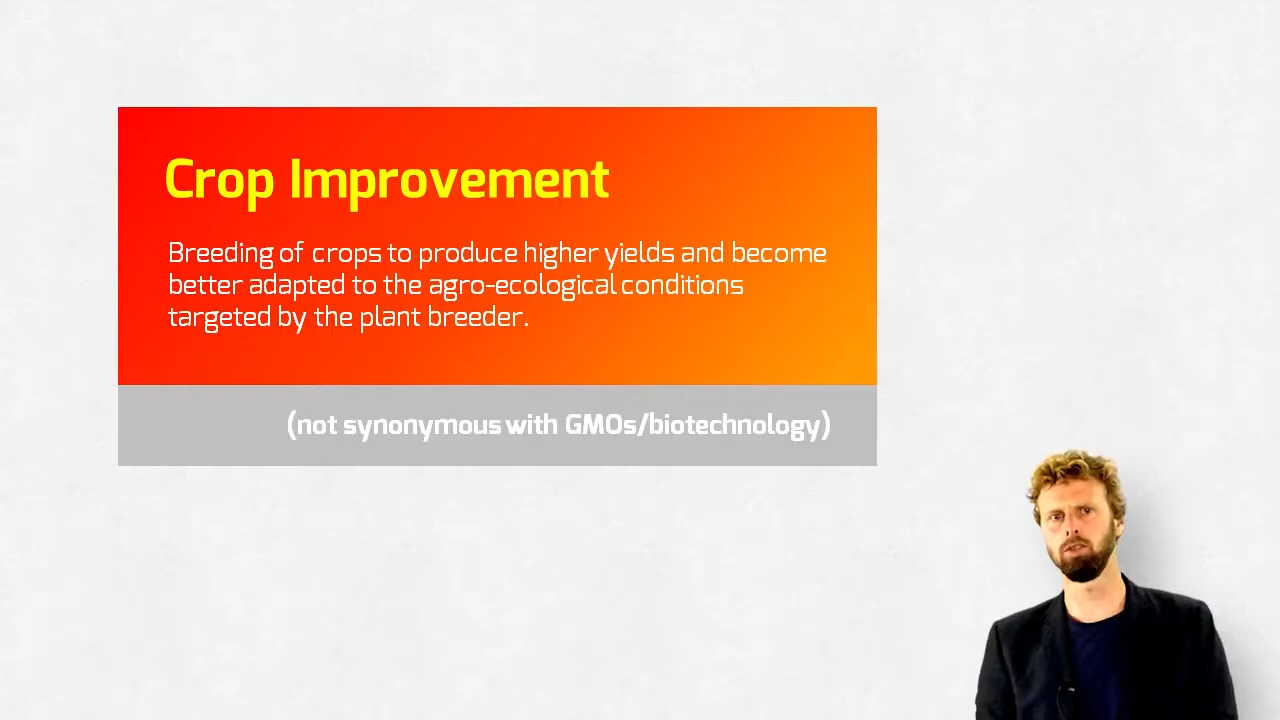 Crop Improvement
Breeding of crops to produce higher yields and become
better adapted to the agro-ecological conditions
targeted by the plant breeder.
(not synonymous with GMOs/biotechnology)